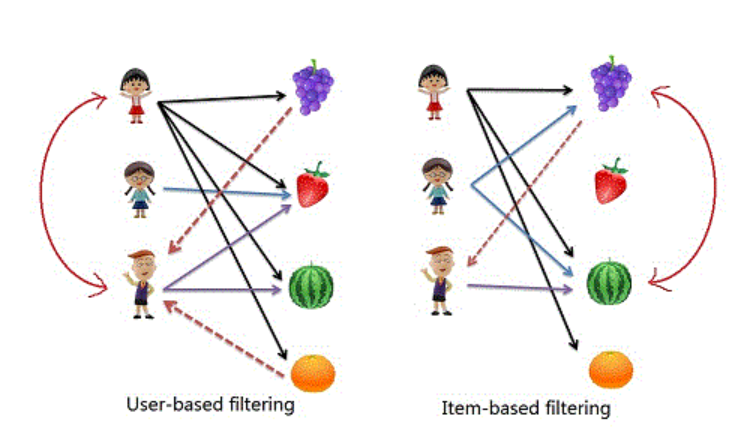 User-based filtering
Item-based filtering